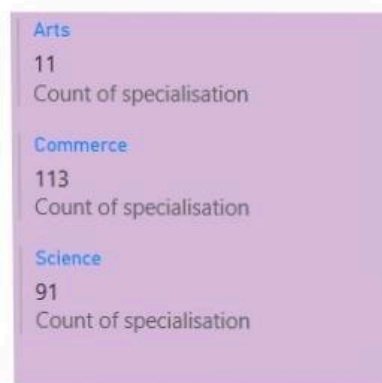 Arts
11
Count of specialisation
Commerce
113
Count of specialisation
Science
91
Count of specialisation